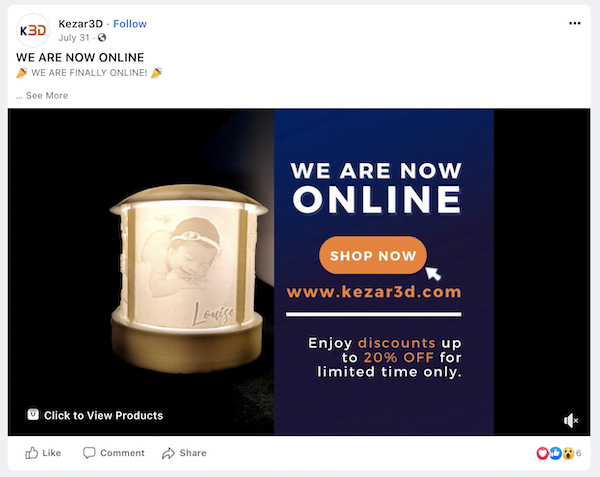 K3D
Kezar3D · Follow
July 31 ·
WE ARE NOW ONLINE
🎉 WE ARE FINALLY ONLINE! 🎉
... See More
WE ARE NOW
ONLINE
SHOP NOW
www.kezar3d.com
Enjoy discounts up
to 20% OFF for
limited time only.
Louise
Click to View Products
Like
Comment
Share
6